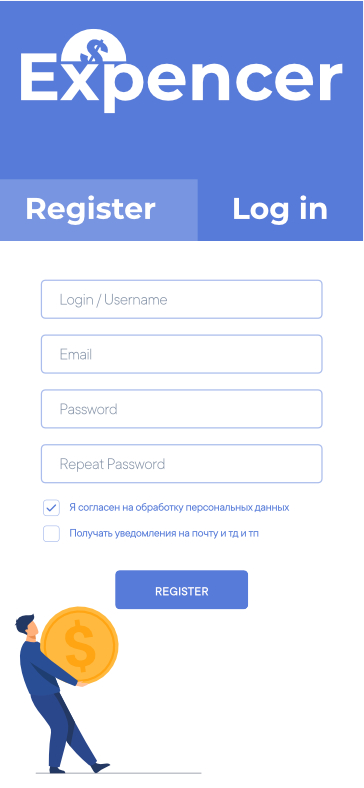 Expencer
Register Log in
Login / Username
Email
Password
Repeat Password
Я согласен на обработку персональных данных
Получать уведомления на почту и тд и тп
REGISTER
$